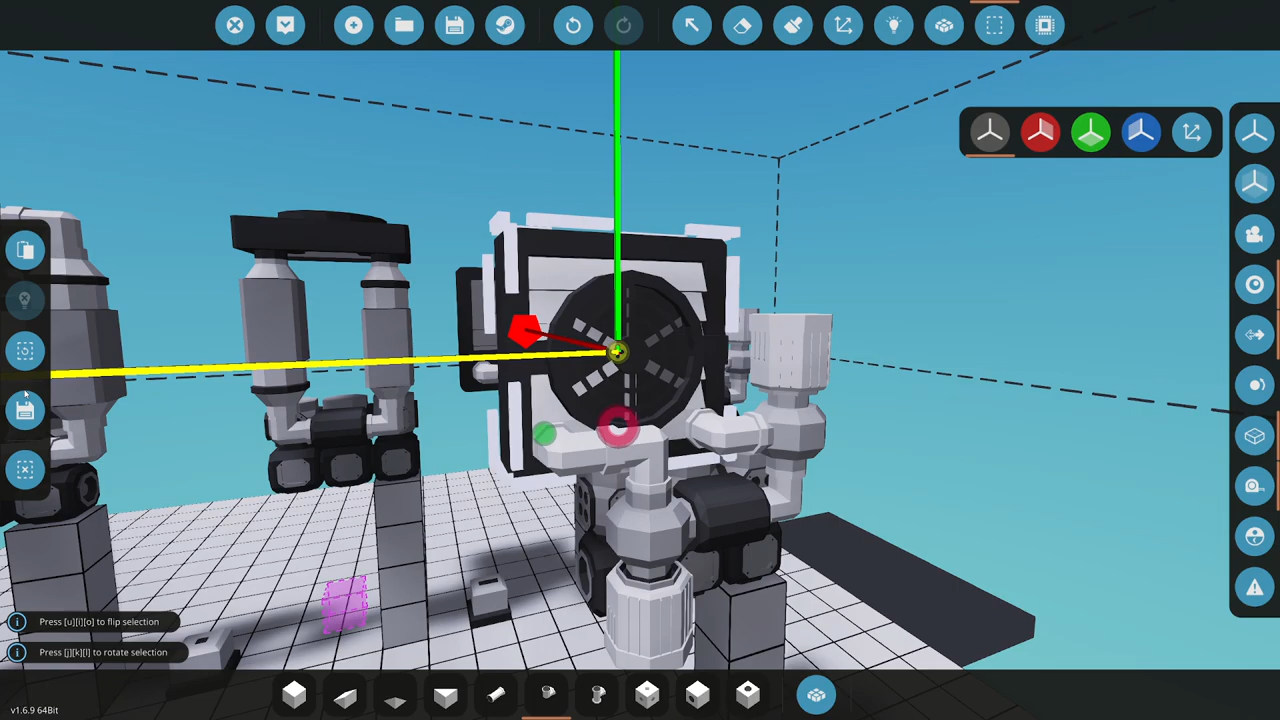 Press [u][i][o] to flip selection
Press [j][k][l] to rotate selection
v1.6.9 64Bit